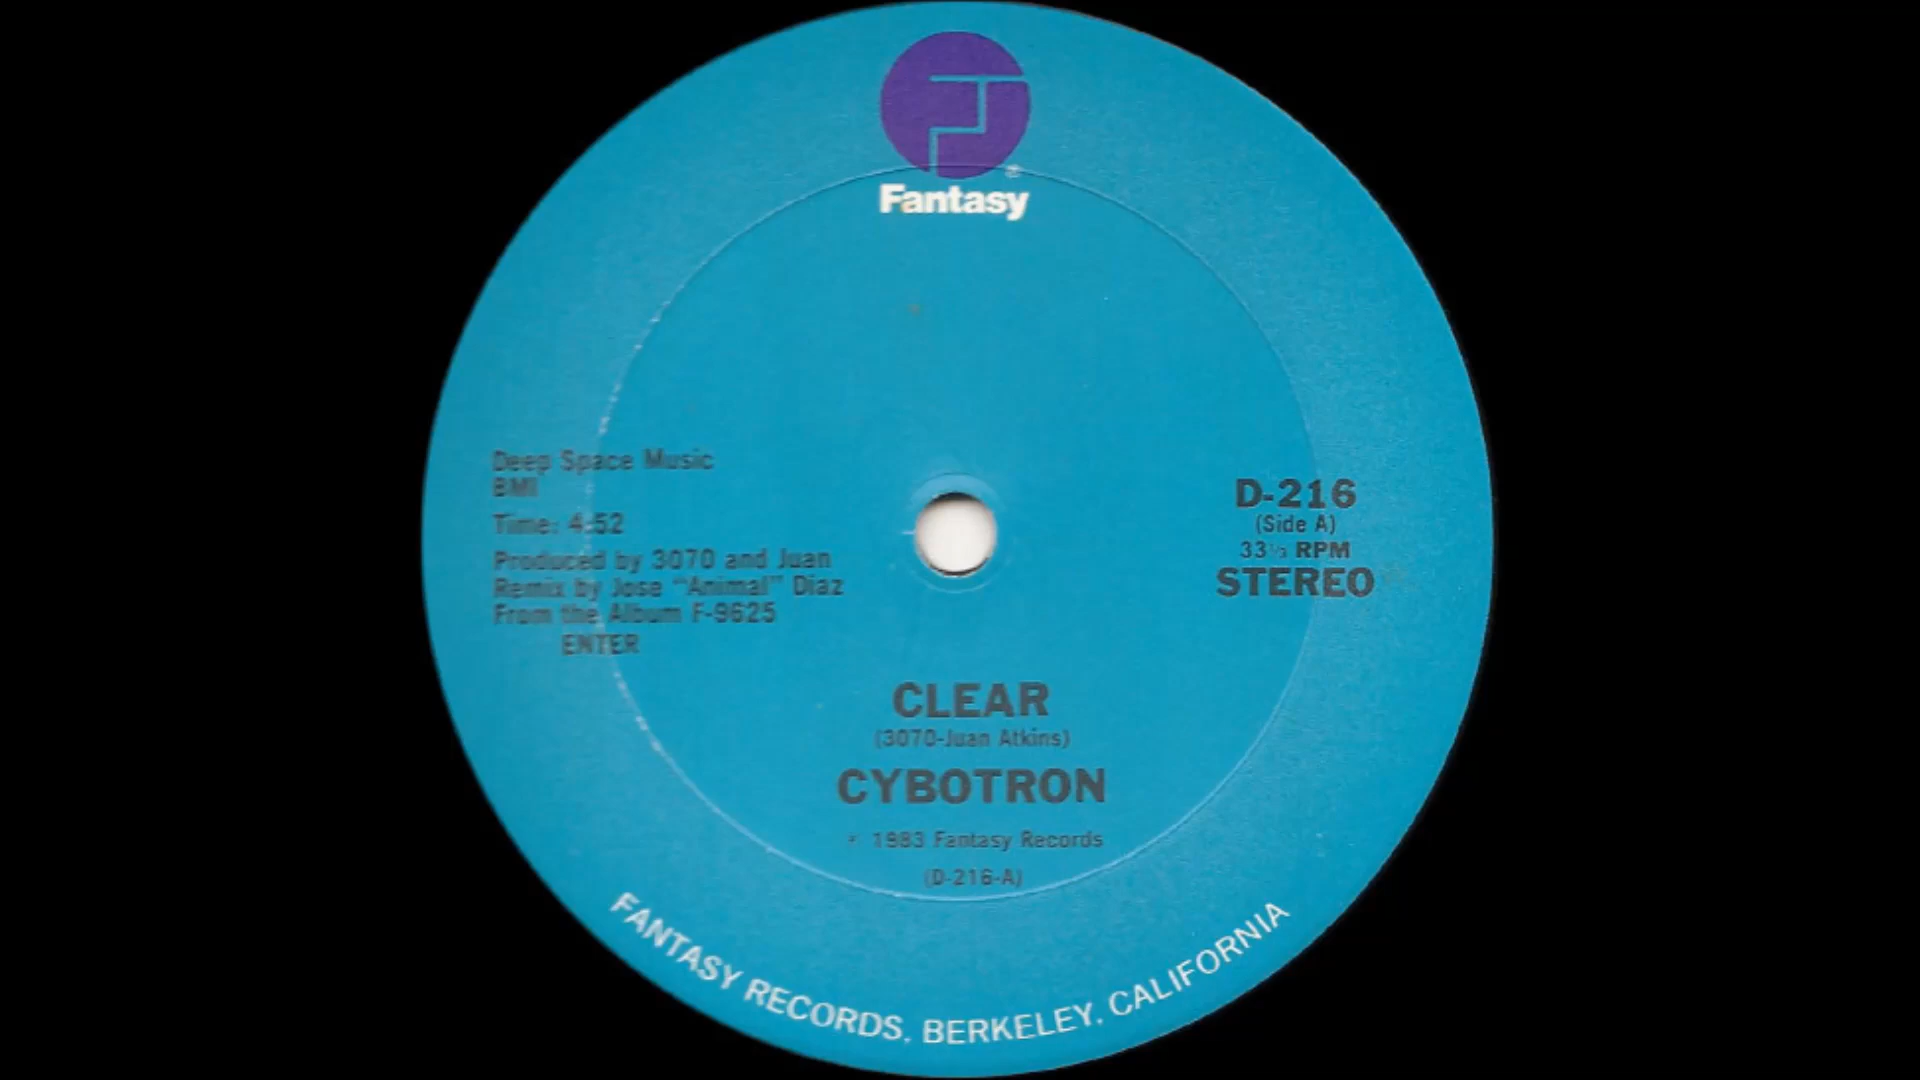 Fantasy
Deep Space Music
BMI
Time: 4:52
Produced by 3070 and Juan
Remix by Jose "Animal" Diaz
From the Album F-9625
ENTER
D-216
(Side A)
33⅓ RPM
STEREO
CLEAR
(3070-Juan Atkins)
CYBOTRON
1983 Fantasy Records
(D-216-A)
FANTASY RECORDS, BERKELEY, CALIFORNIA